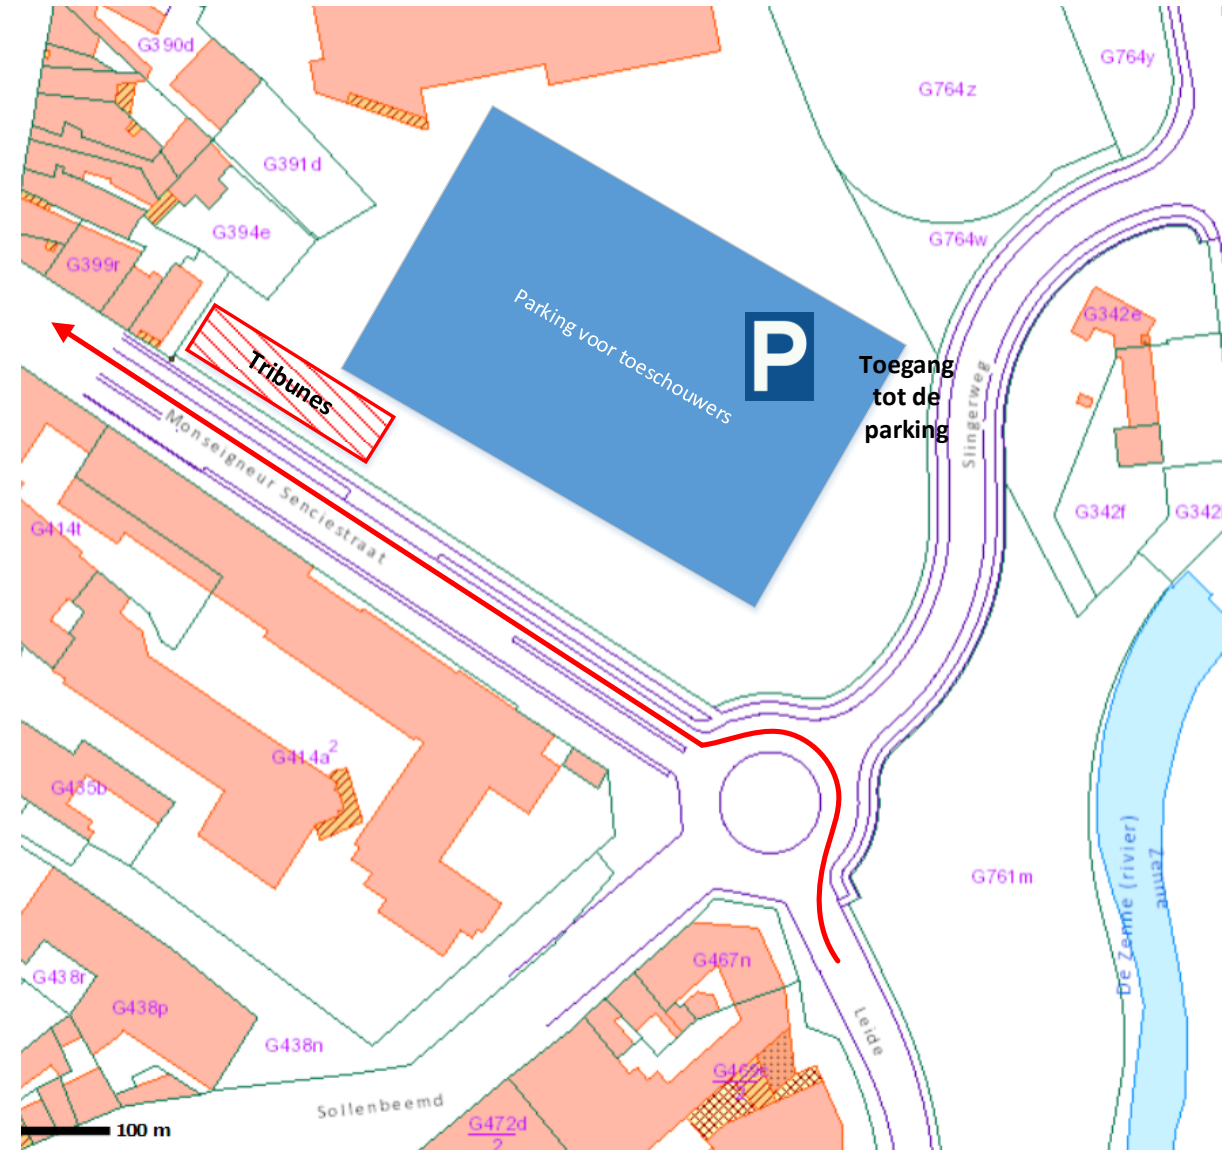 G390d
G764y
G764z
G391d
G394e
G764w
G399r
G342e
Parking voor toeschouwers
P
Toegang
tot de
parking
Slingerweg
Tribunes
Monseigneur Senciestraat
G414t
G342f
G342
G414a2
G435b
G761m
De Zenne (rivier)
Zenne
G467n
G438r
G438p
G438n
Leide
Sollenbeemd
G472d
2
100 m